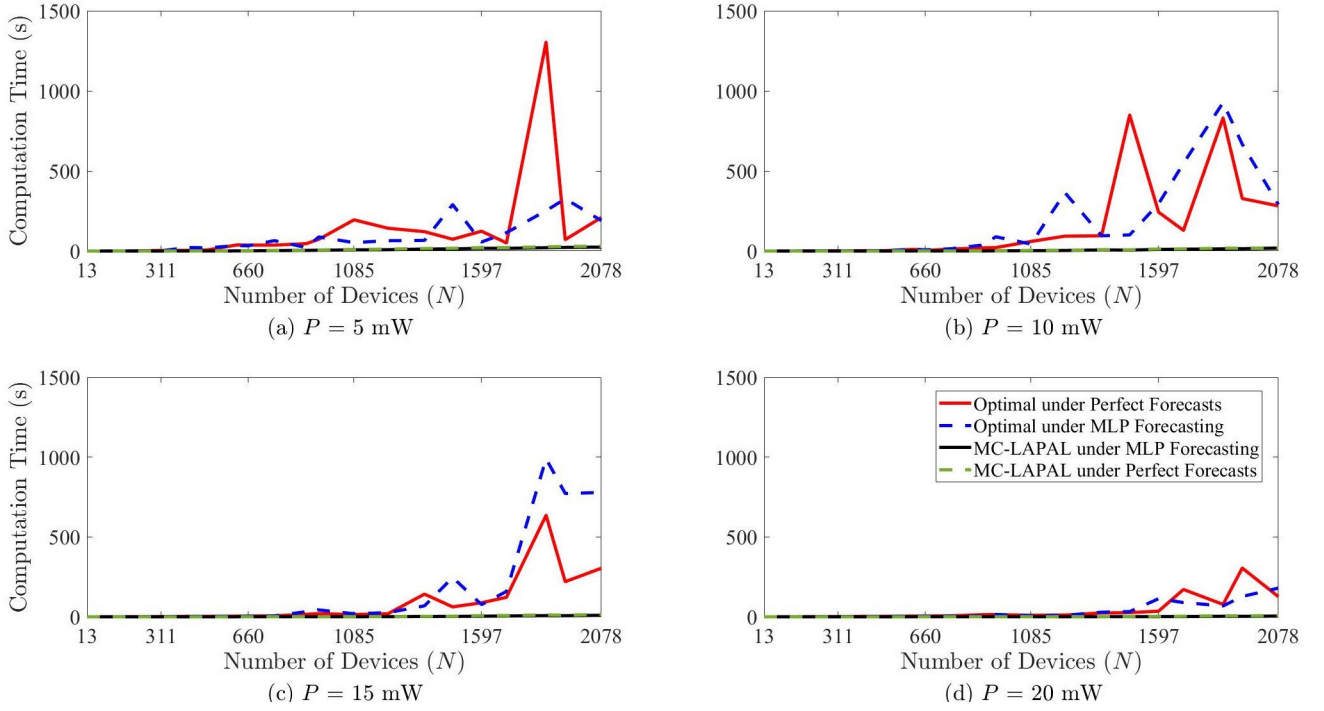 1500
1000
500
0
Computation Time (s)
13 311 660 1085 1597 2078
Number of Devices (N)
(a) P = 5 mW
1500
1000
500
0
13 311 660 1085 1597 2078
Number of Devices (N)
(b) P = 10 mW
1500
1000
500
0
Computation Time (s)
13 311 660 1085 1597 2078
Number of Devices (N)
(c) P = 15 mW
1500
1000
500
0
Optimal under Perfect Forecasts
Optimal under MLP Forecasting
MC-LAPAL under MLP Forecasting
MC-LAPAL under Perfect Forecasts
13 311 660 1085 1597 2078
Number of Devices (N)
(d) P = 20 mW